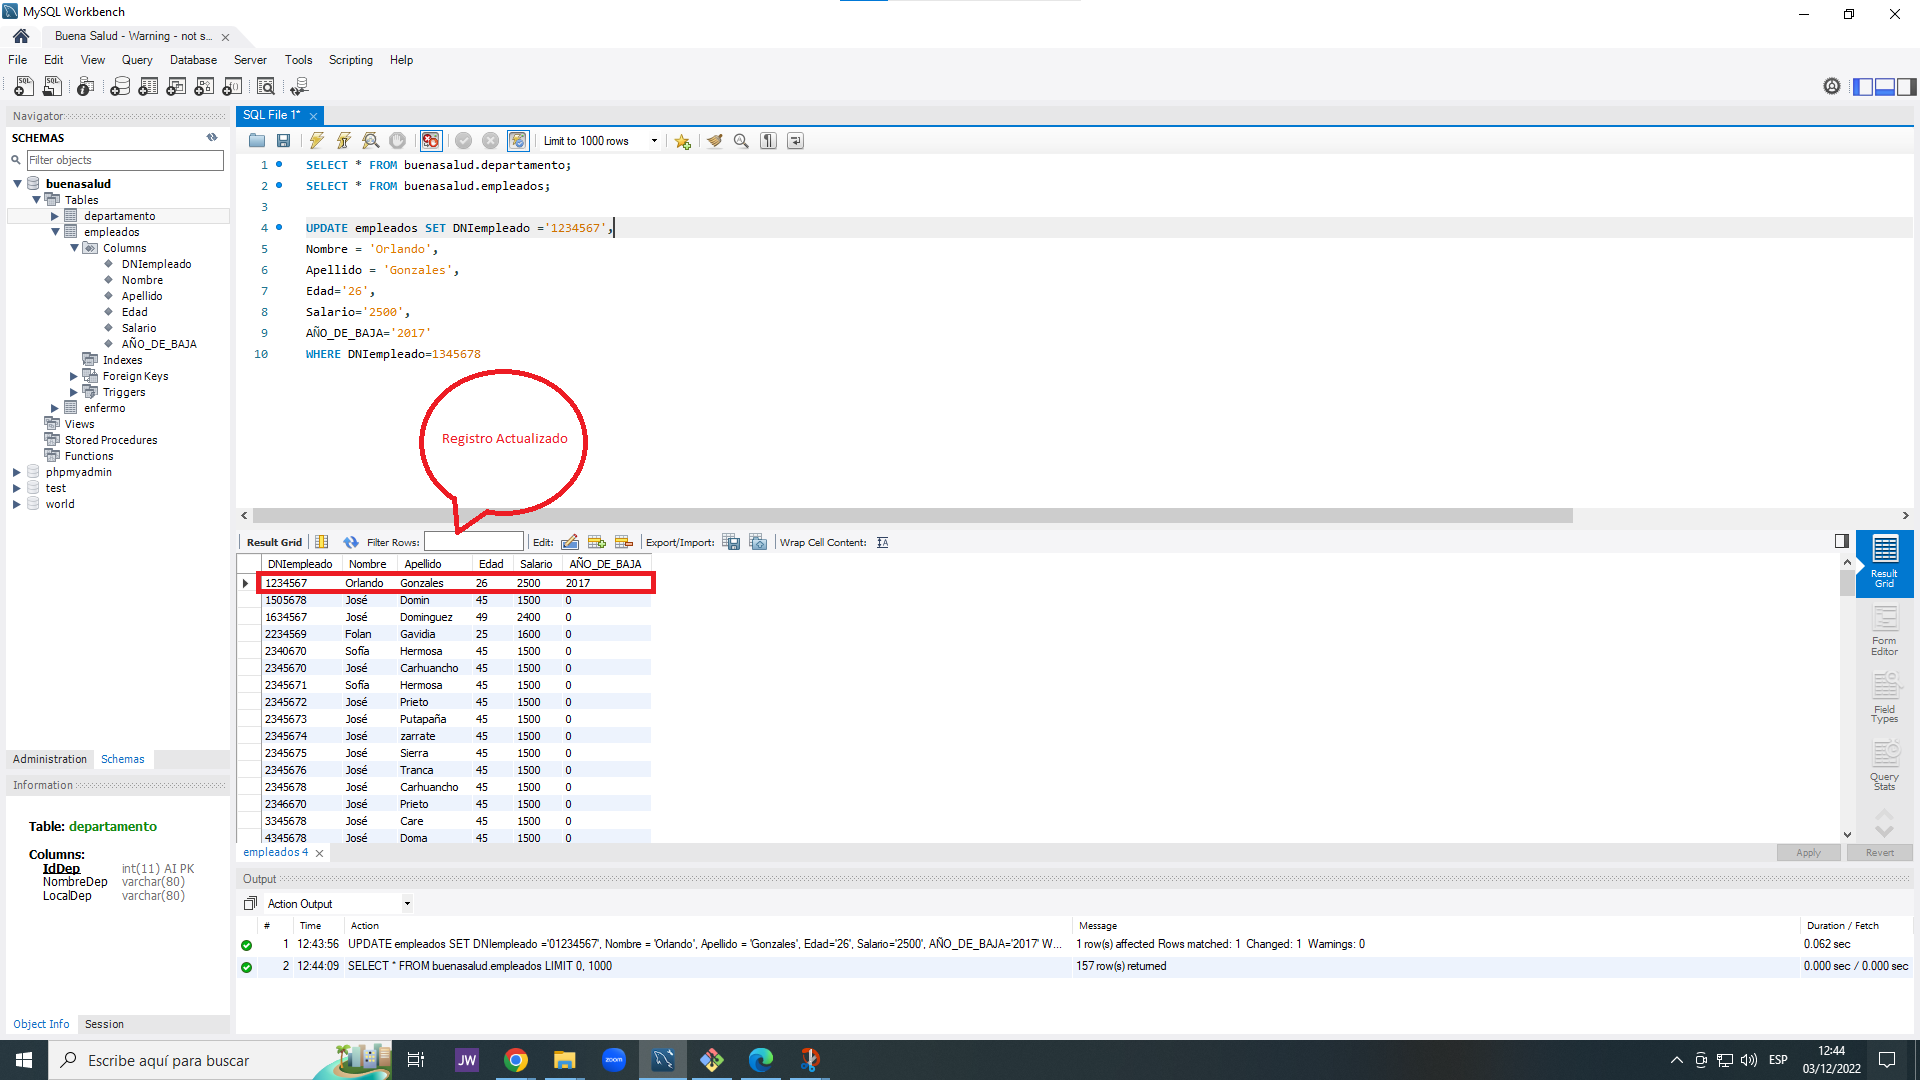 MySQL Workbench
Buena Salud - Warning - not s...
File Edit View Query Database Server Tools Scripting Help
Navigator
SCHEMAS
Filter objects
buenasalud
Tables
departamento
empleados
Columns
DNIempleado
Nombre
Apellido
Edad
Salario
AÑO_DE_BAJA
Indexes
Foreign Keys
Triggers
enfermo
Views
Stored Procedures
Functions
phpmyadmin
test
world
Administration Schemas
Information
Table: departamento
Columns:
IdDep int(11) AI PK
NombreDep varchar(80)
LocalDep varchar(80)
Object Info Session
SQL File 1*
Limit to 1000 rows
1 SELECT * FROM buenasalud.departamento;
2 SELECT * FROM buenasalud.empleados;
3
4 UPDATE empleados SET DNIempleado ='1234567',
5 Nombre = 'Orlando',
6 Apellido = 'Gonzales',
7 Edad='26',
8 Salario='2500',
9 AÑO_DE_BAJA='2017'
10 WHERE DNIempleado=1345678
Registro Actualizado
Result Grid Filter Rows: Edit: Export/Import: Wrap Cell Content:
DNIempleado Nombre Apellido Edad Salario AÑO_DE_BAJA
1234567 Orlando Gonzales 26 2500 2017
1505678 José Domin 45 1500 0
1634567 José Dominguez 49 2400 0
2234569 Folan Gavidia 25 1600 0
2340670 Sofía Hermosa 45 1500 0
2345670 José Carhuancho 45 1500 0
2345671 Sofía Hermosa 45 1500 0
2345672 José Prieto 45 1500 0
2345673 José Putapaña 45 1500 0
2345674 José zarrate 45 1500 0
2345675 José Sierra 45 1500 0
2345676 José Tranca 45 1500 0
2345678 José Carhuancho 45 1500 0
2346670 José Prieto 45 1500 0
3345678 José Care 45 1500 0
4345678 José Doma 45 1500 0
Result
Grid
Form
Editor
Field
Types
Query
Stats
empleados 4
Apply Revert
Output
Action Output
# Time Action Message Duration / Fetch
1 12:43:56 UPDATE empleados SET DNIempleado ='01234567', Nombre = 'Orlando', Apellido = 'Gonzales', Edad='26', Salario='2500', AÑO_DE_BAJA='2017' W... 1 row(s) affected Rows matched: 1 Changed: 1 Warnings: 0 0.062 sec
2 12:44:09 SELECT * FROM buenasalud.empleados LIMIT 0, 1000 157 row(s) returned 0.000 sec / 0.000 sec
Escribe aquí para buscar
JW
zoom
ESP
12:44
03/12/2022